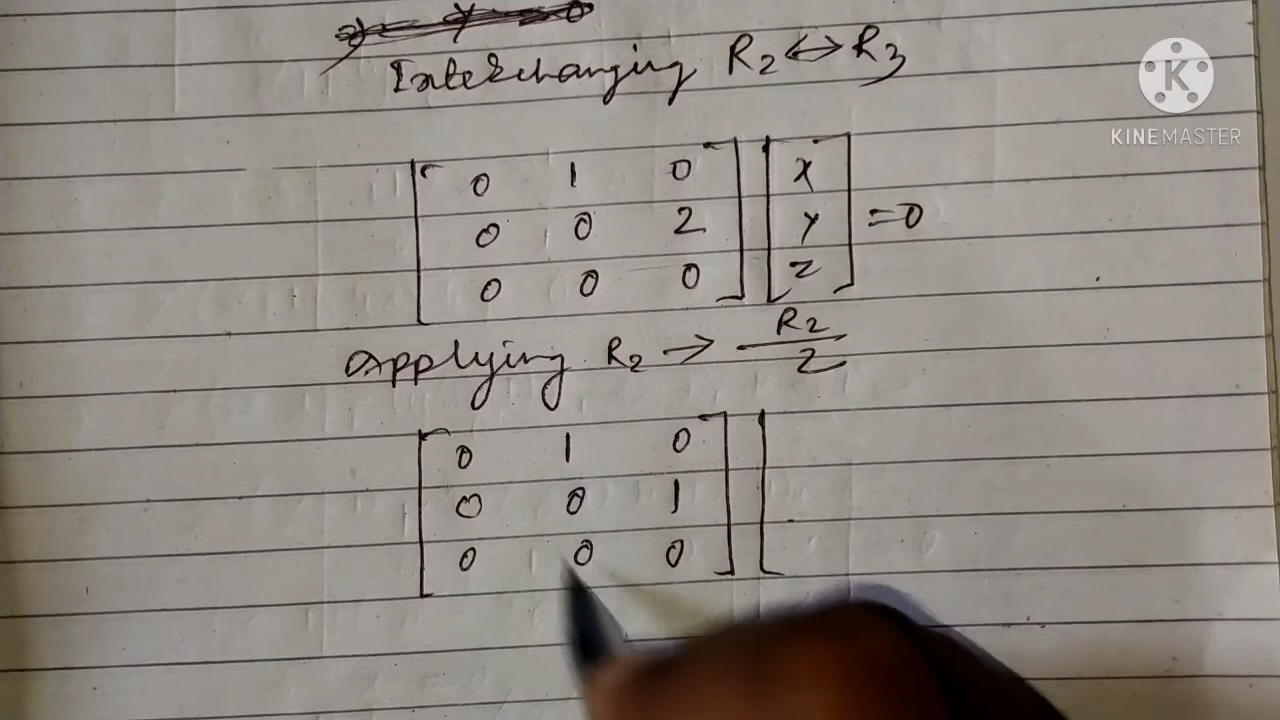 Interchanging R2 ↔ R3
K
KINEMASTER
[0 1 0] [x]
[0 0 2] [y] = 0
[0 0 0] [z]
Applying R2 → R2/2
[0 1 0] [
[0 0 1]
[0 0 0]